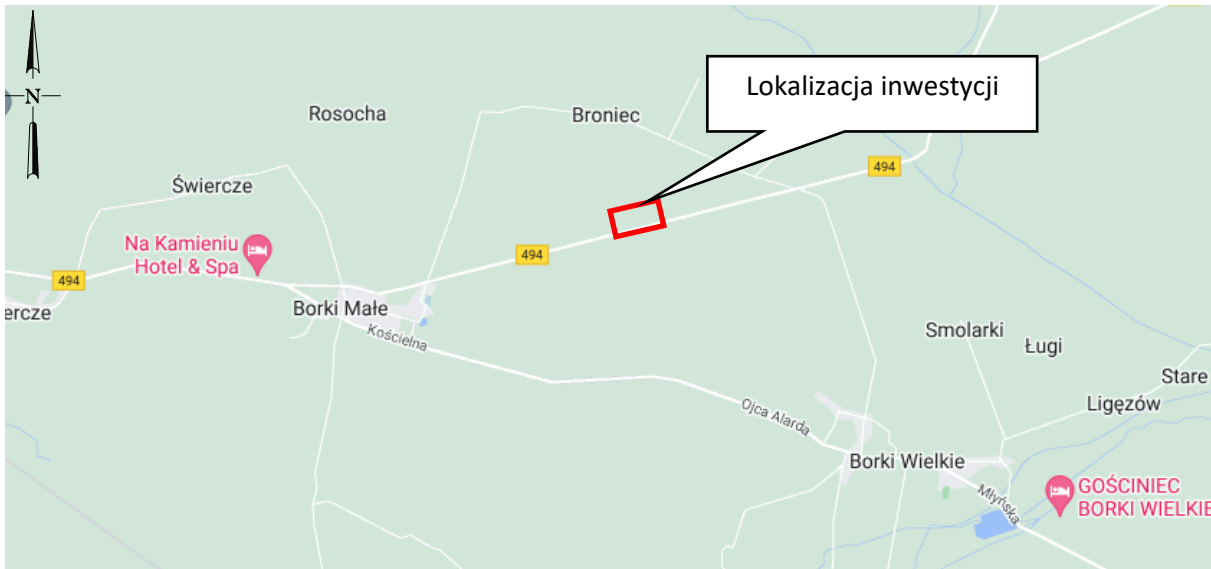 Lokalizacja inwestycji
N
Rosocha
Broniec
494
Świercze
Na Kamieniu
Hotel & Spa
494
494
ercze
Borki Małe
Kościelna
Smolarki
Ługi
Stare
Ligęzów
Ojca Alarda
Borki Wielkie
Młyńska
GOŚCINIEC
BORKI WIELKIE